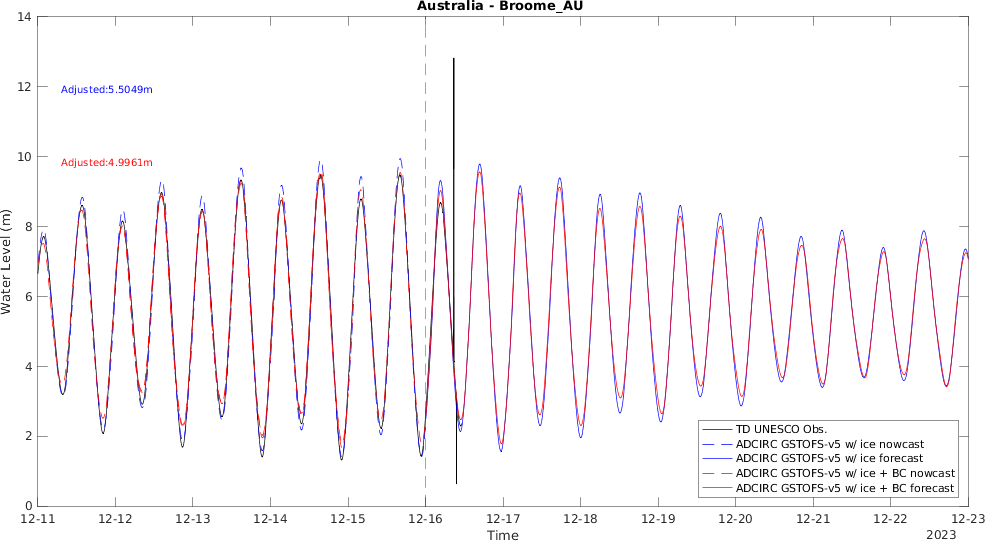 Australia - Broome_AU
14
12
10
8
6
4
2
0
Water Level (m)
Adjusted:5.5049m
Adjusted:4.9961m
TD UNESCO Obs.
ADCIRC GSTOFS-v5 w/ ice nowcast
ADCIRC GSTOFS-v5 w/ ice forecast
ADCIRC GSTOFS-v5 w/ ice + BC nowcast
ADCIRC GSTOFS-v5 w/ ice + BC forecast
12-11 12-12 12-13 12-14 12-15 12-16 12-17 12-18 12-19 12-20 12-21 12-22 12-23
Time
2023